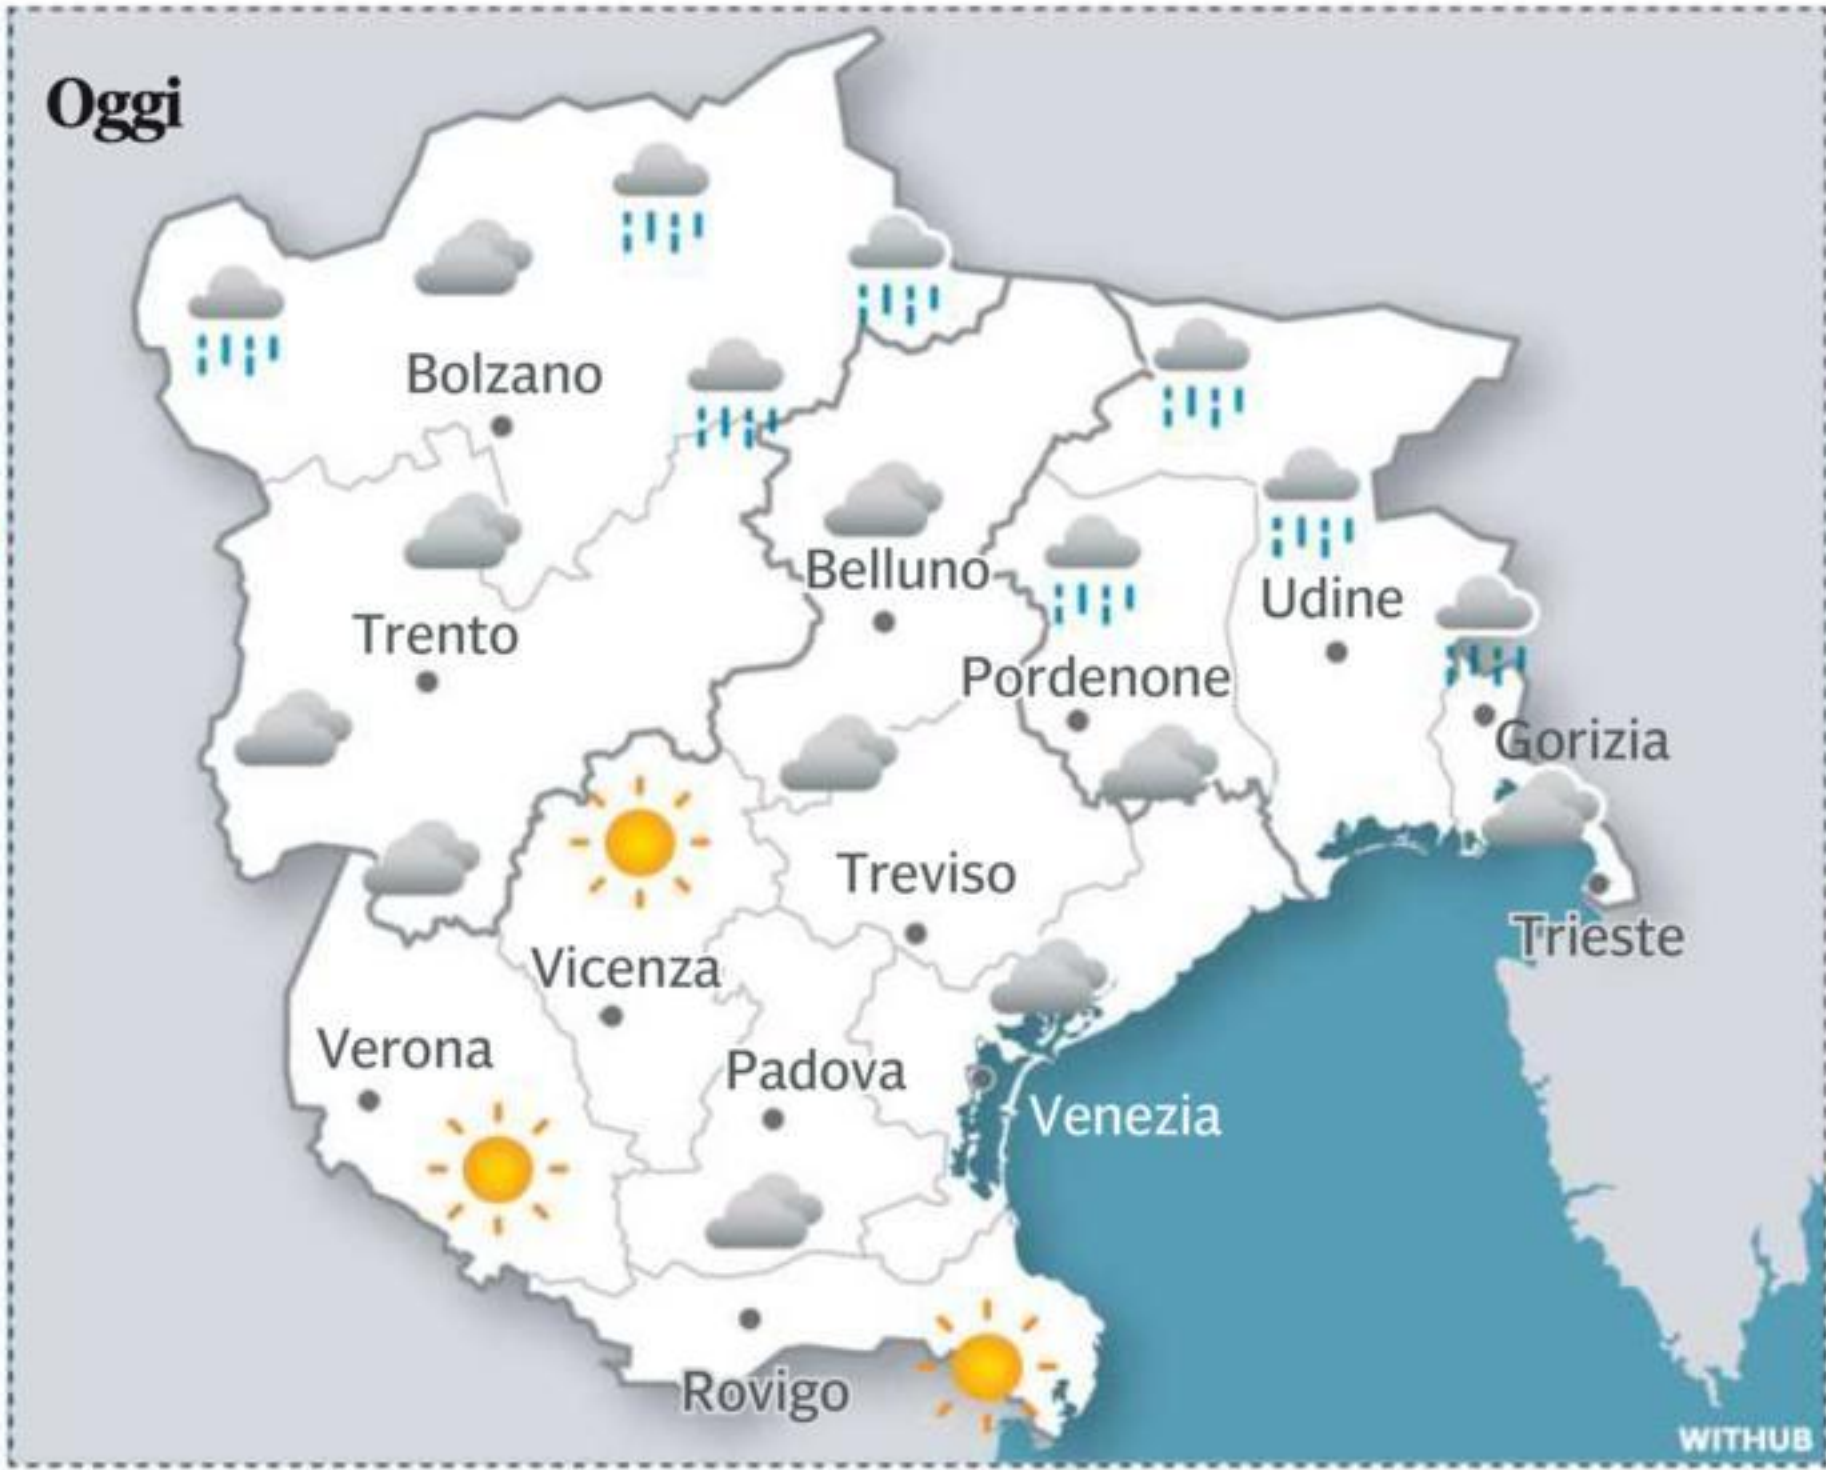 Oggi
Bolzano
Belluno
Udine
Trento
Pordenone
Gorizia
Treviso
Trieste
Vicenza
Verona
Padova
Venezia
Rovigo
WITHUB